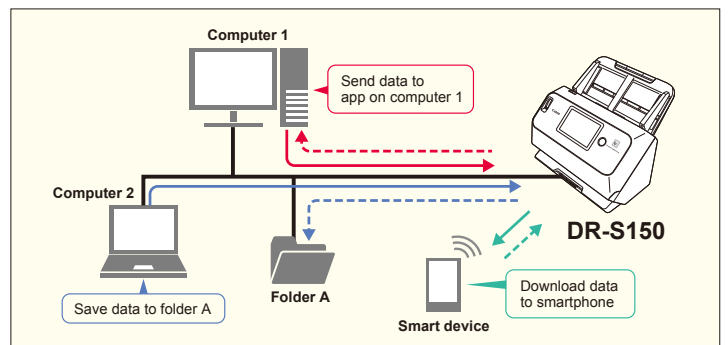 Computer 1
Send data to
app on computer 1
Canon
DR-S150
Computer 2
Save data to folder A
Folder A
Smart device
Download data
to smartphone